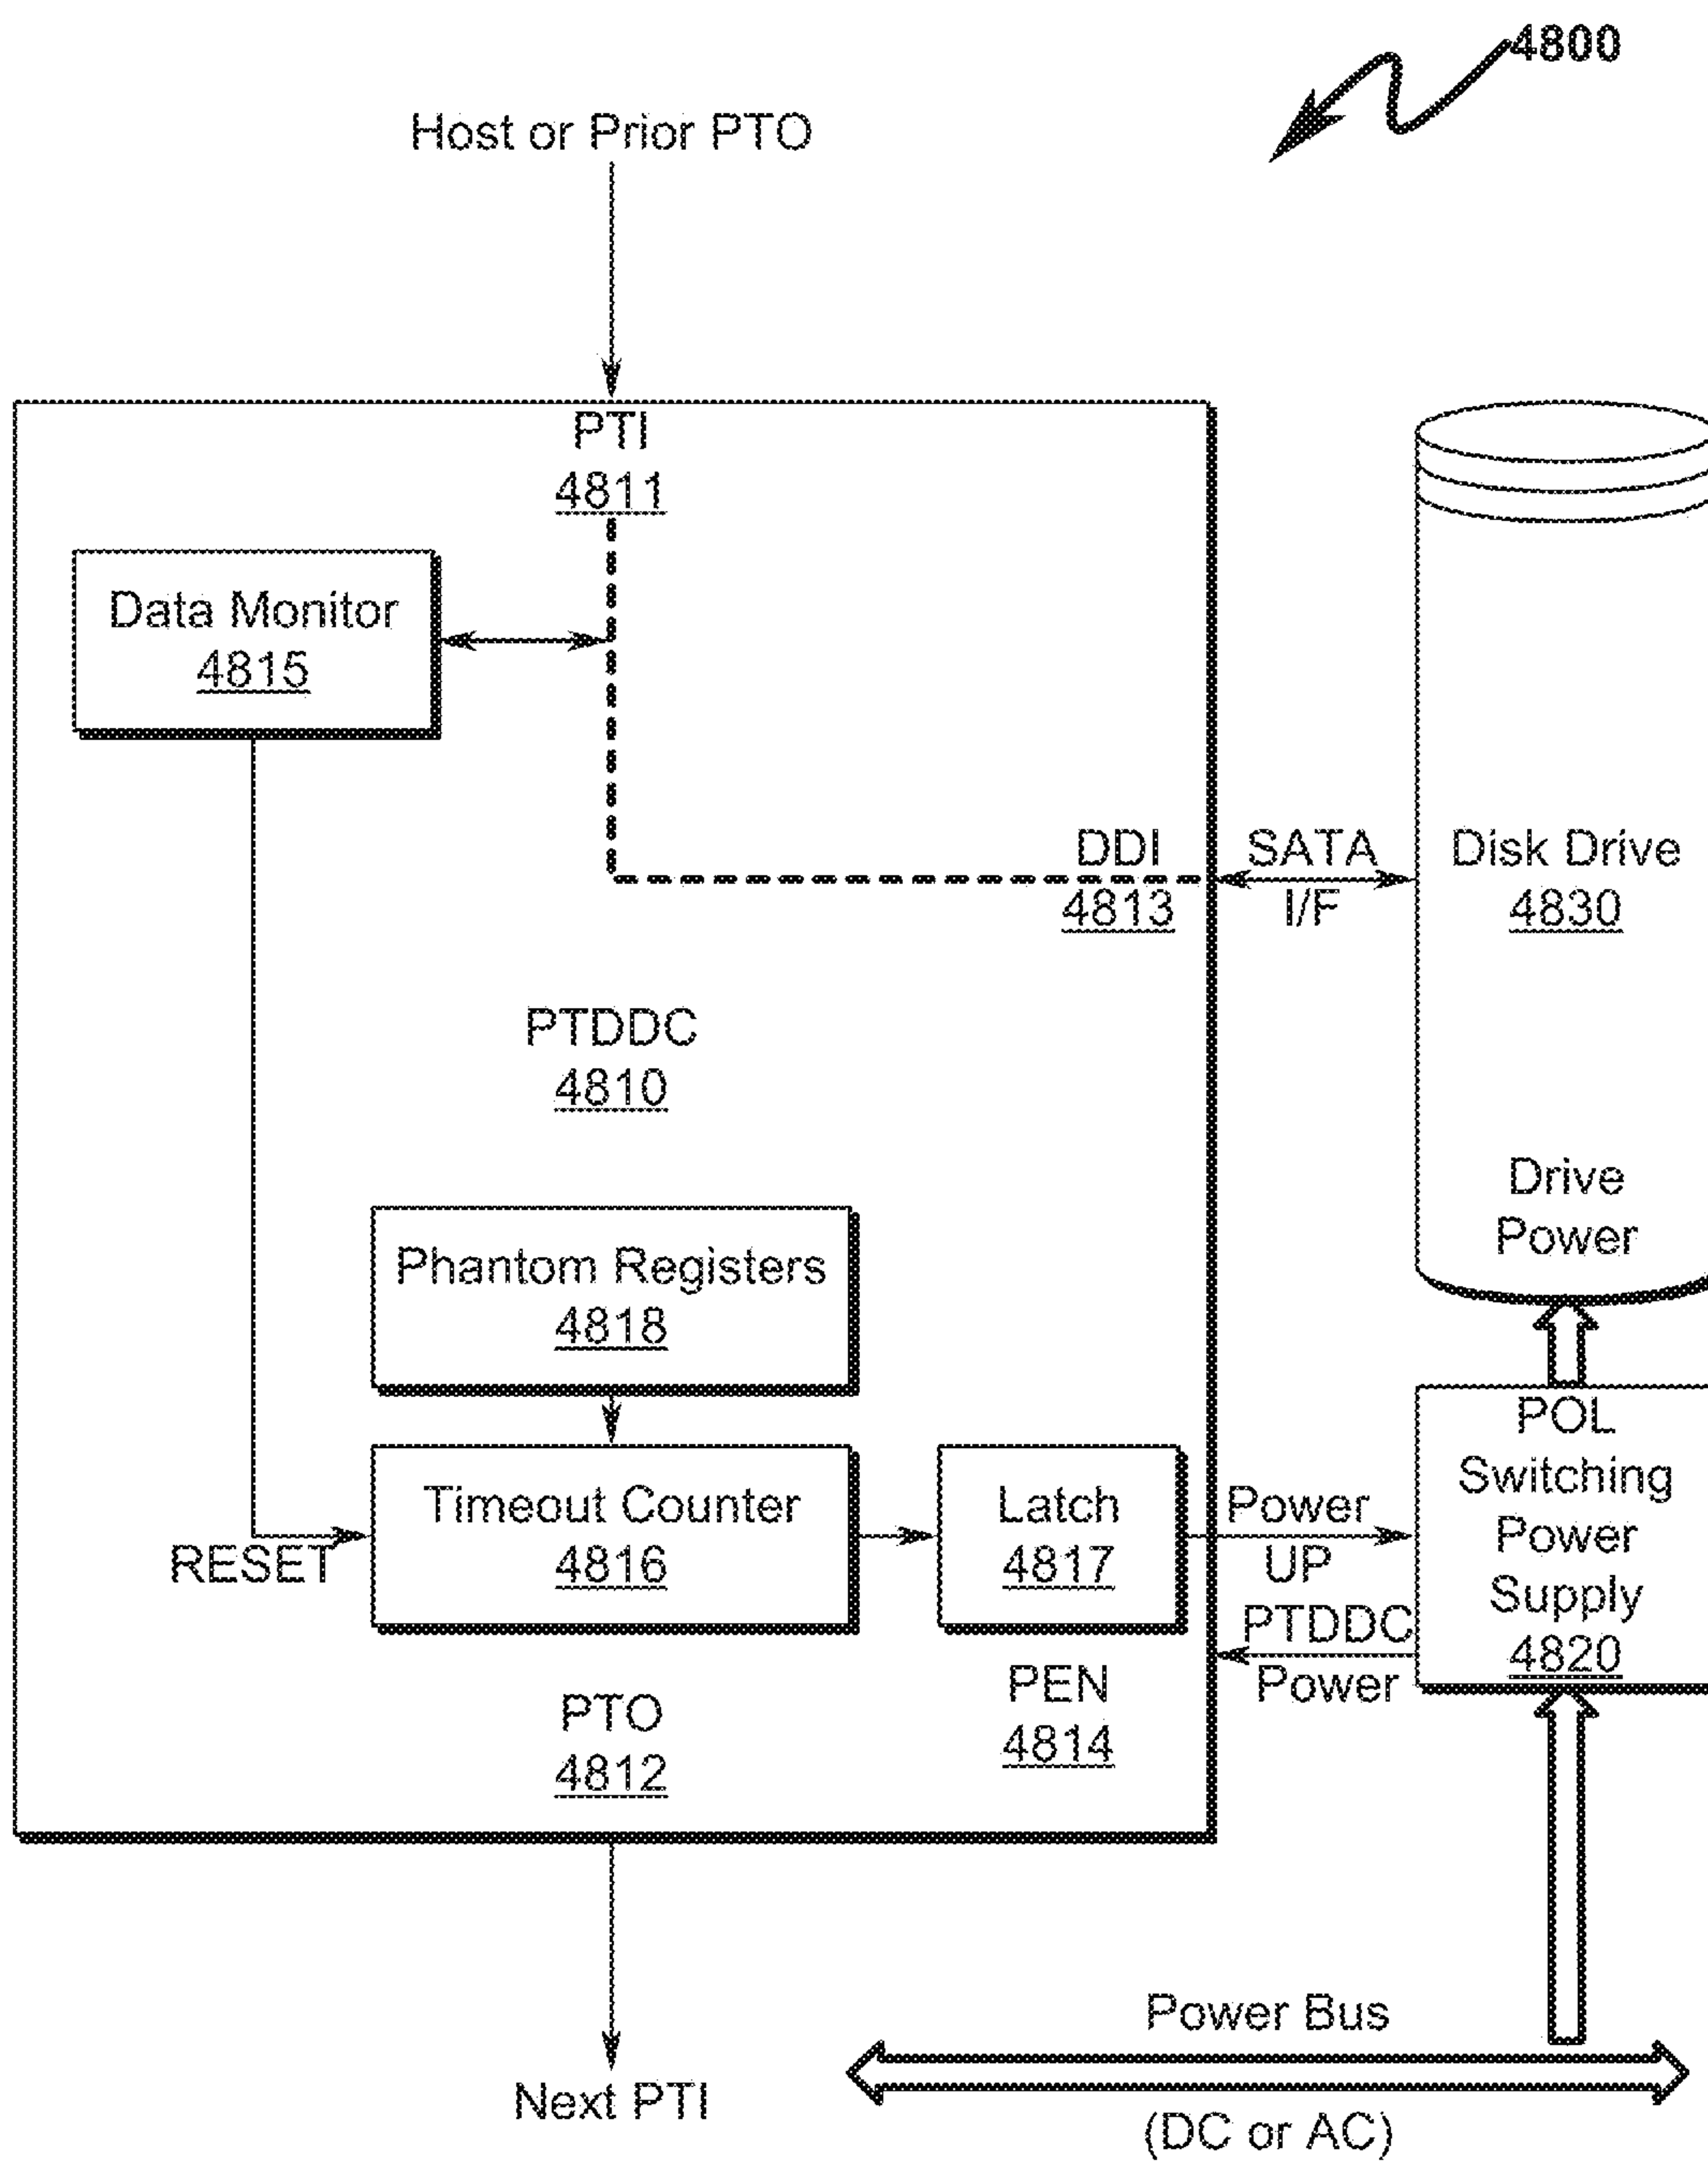 4800
Host or Prior PTO
PTI
4811
Data Monitor
4815
DDI
4813
SATA
I/F
Disk Drive
4830
PTDDC
4810
Drive
Power
Phantom Registers
4818
Timeout Counter
4816
RESET
Latch
4817
Power
UP
PTDDC
Power
POL
Switching
Power
Supply
4820
PEN
4814
PTO
4812
Next PTI
Power Bus
(DC or AC)